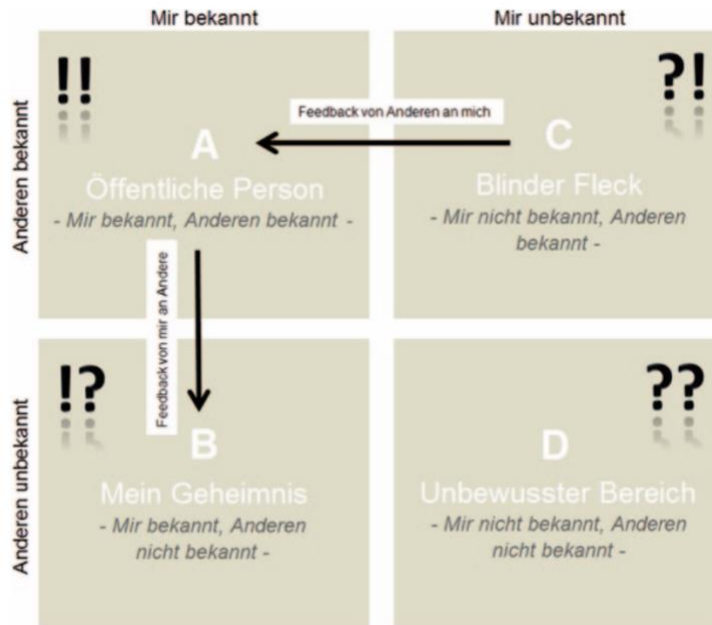 Mir bekannt
Mir unbekannt
Anderen bekannt
!!
A
Öffentliche Person
- Mir bekannt, Anderen bekannt -
Feedback von Anderen an mich
?!
C
Blinder Fleck
- Mir nicht bekannt, Anderen
bekannt -
Feedback von mir an Andere
Anderen unbekannt
!?
B
Mein Geheimnis
- Mir bekannt, Anderen
nicht bekannt -
??
D
Unbewusster Bereich
- Mir nicht bekannt, Anderen
nicht bekannt -